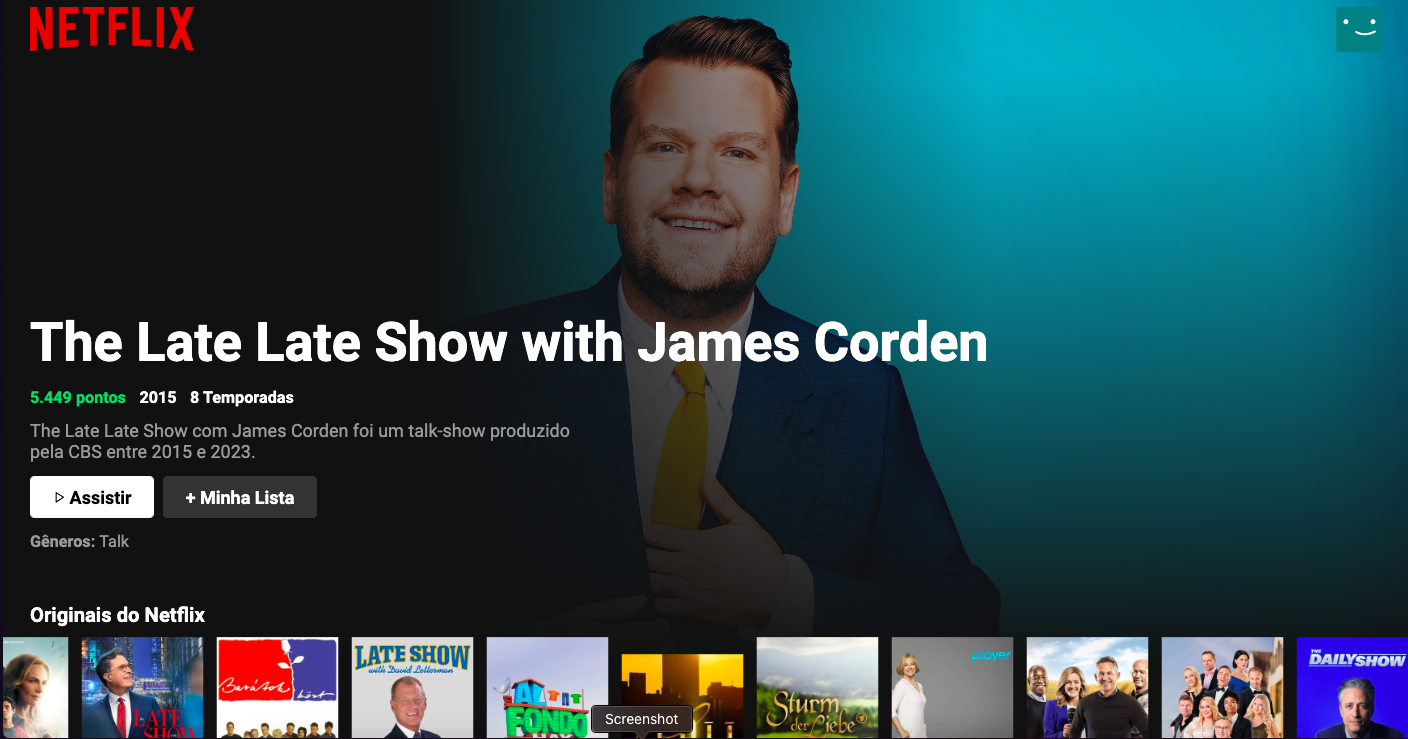 NETFLIX
The Late Late Show with James Corden
5.449 pontos 2015 8 Temporadas
The Late Late Show com James Corden foi um talk-show produzido
pela CBS entre 2015 e 2023.
Assistir + Minha Lista
Gêneros: Talk
Originais do Netflix
LATE
SHOW
Barátok
közt
LATE SHOW
with David Letterman
FONDO
Sturm
der Liebe
player
THE
DAILY SHOW
Screenshot